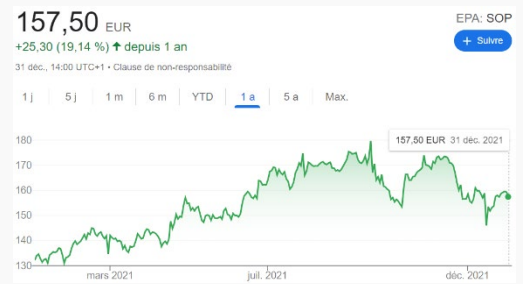 157,50 EUR
EPA: SOP
+25,30 (19,14 %) ↑ depuis 1 an
+ Suivre
31 déc., 14:00 UTC+1 • Clause de non-responsabilité
1 j 5 j 1 m 6 m YTD 1 a 5 a Max.
157,50 EUR 31 déc. 2021
180
170
160
150
140
130
mars 2021 juil. 2021 déc. 2021